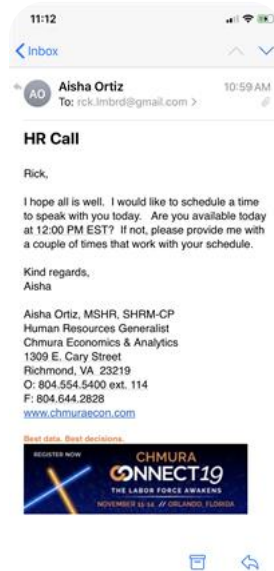 11:12
Inbox
AO
Aisha Ortiz
10:59 AM
To: rck.lmbrd@gmail.com >
HR Call
Rick,
I hope all is well. I would like to schedule a time
to speak with you today. Are you available today
at 12:00 PM EST? If not, please provide me with
a couple of times that work with your schedule.
Kind regards,
Aisha
Aisha Ortiz, MSHR, SHRM-CP
Human Resources Generalist
Chmura Economics & Analytics
1309 E. Cary Street
Richmond, VA 23219
O: 804.554.5400 ext. 114
F: 804.644.2828
www.chmuraecon.com
Best data. Best decisions.
REGISTER NOW
CHMURA
CONNECT19
THE LABOR FORCE AWAKENS
NOVEMBER 11-14 // ORLANDO, FLORIDA